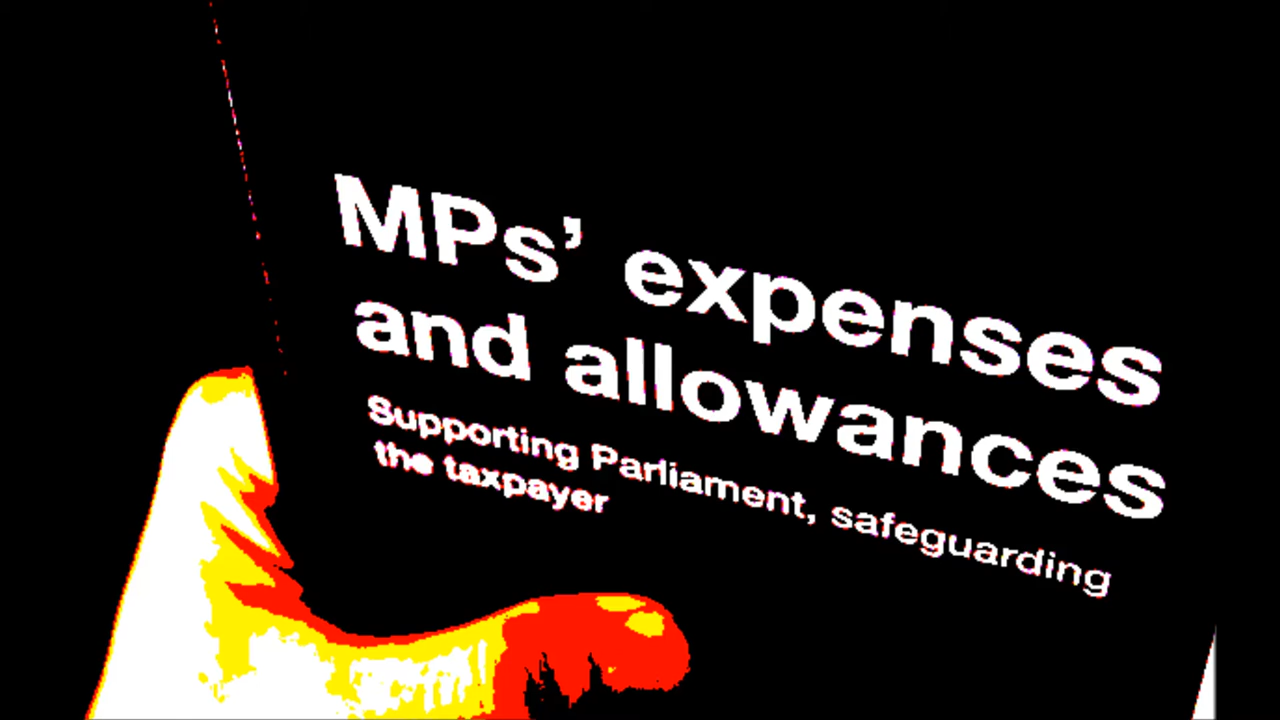 MPs’ expenses
and allowances
Supporting Parliament, safeguarding
the taxpayer